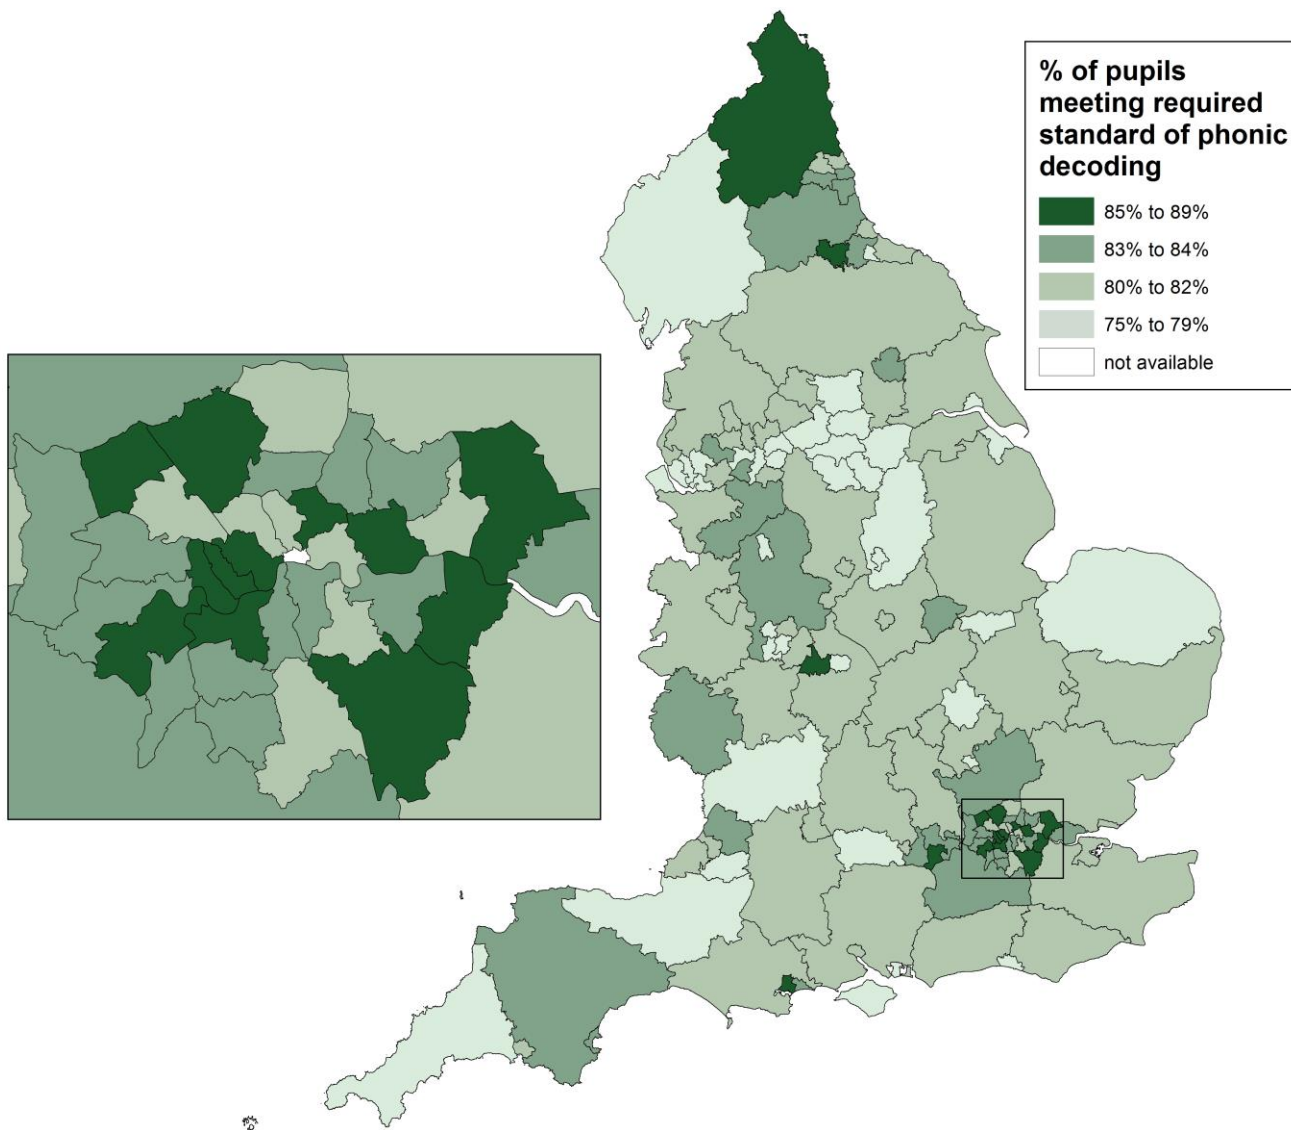 % of pupils
meeting required
standard of phonic
decoding
85% to 89%
83% to 84%
80% to 82%
75% to 79%
not available